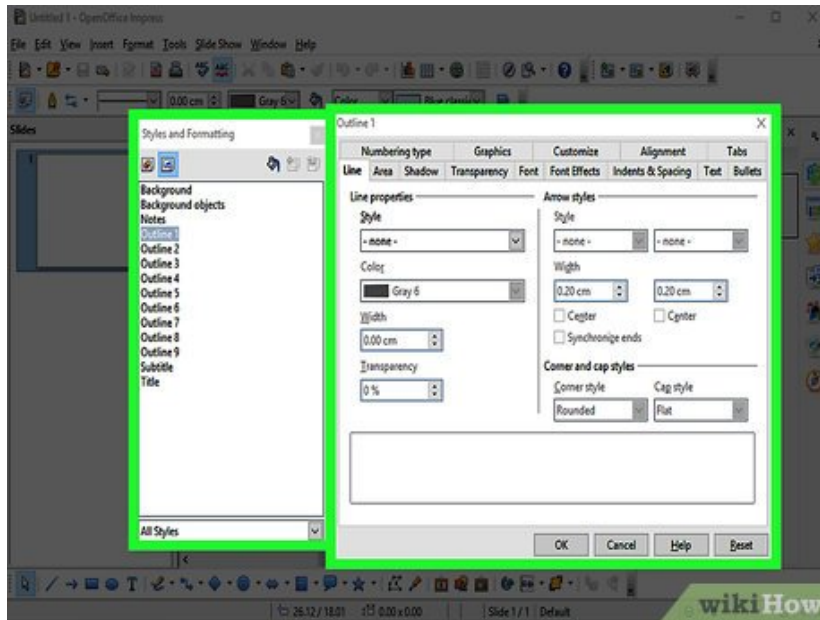 Untitled 1 - OpenOffice Impress
File Edit View Insert Format Tools Slide Show Window Help
0.00 cm Gray 6 Color
Slides
1
Styles and Formatting
Background
Background objects
Notes
Outline 1
Outline 2
Outline 3
Outline 4
Outline 5
Outline 6
Outline 7
Outline 8
Outline 9
Subtitle
Title
All Styles
Outline 1
Numbering type Graphics Customize Alignment Tabs
Line Area Shadow Transparency Font Font Effects Indents & Spacing Text Bullets
Line properties Arrow styles
Style Style
- none - - none - - none -
Color Width
Gray 6 0.20 cm 0.20 cm
Width Center Center
0.00 cm Synchronize ends
Transparency Corner and cap styles
0 % Corner style Cap style
Rounded Flat
OK Cancel Help Reset
26.12 / 18.01 0.00 x 0.00 Slide 1 / 1 Default
wikiHow